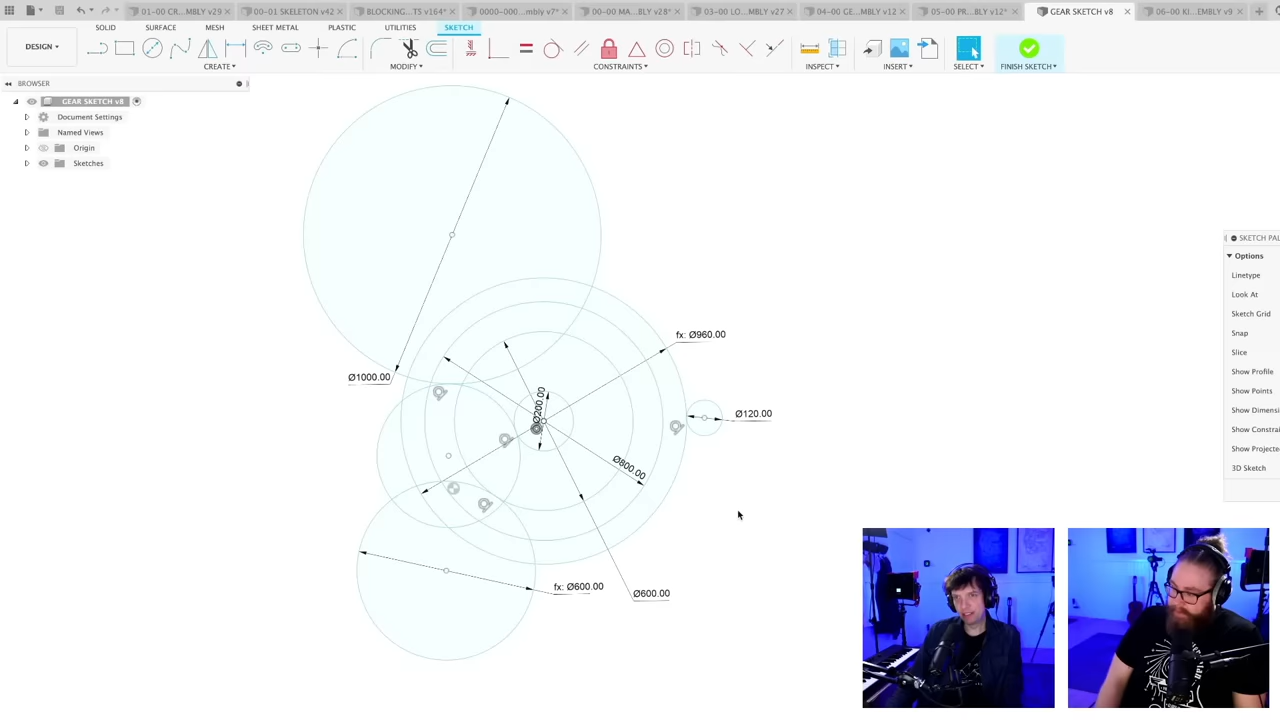 01-00 CR...MBLY v29
00-01 SKELETON v42
BLOCKING...TS v164*
0000-000 ...mbly v7*
00-00 MA...BLY v28*
03-00 LO...MBLY v27
04-00 GE...MBLY v12
05-00 PR...BLY v12*
GEAR SKETCH v8
06-00 KI...EMBLY v9
SOLID
SURFACE
MESH
SHEET METAL
PLASTIC
UTILITIES
SKETCH
DESIGN
CREATE
MODIFY
CONSTRAINTS
INSPECT
INSERT
SELECT
FINISH SKETCH
BROWSER
GEAR SKETCH v8
Document Settings
Named Views
Origin
Sketches
fx: Ø960.00
Ø1000.00
Ø200.00
Ø120.00
Ø800.00
fx: Ø600.00
Ø600.00
SKETCH PAL
Options
Linetype
Look At
Sketch Grid
Snap
Slice
Show Profile
Show Points
Show Dimensi
Show Constrai
Show Projecte
3D Sketch